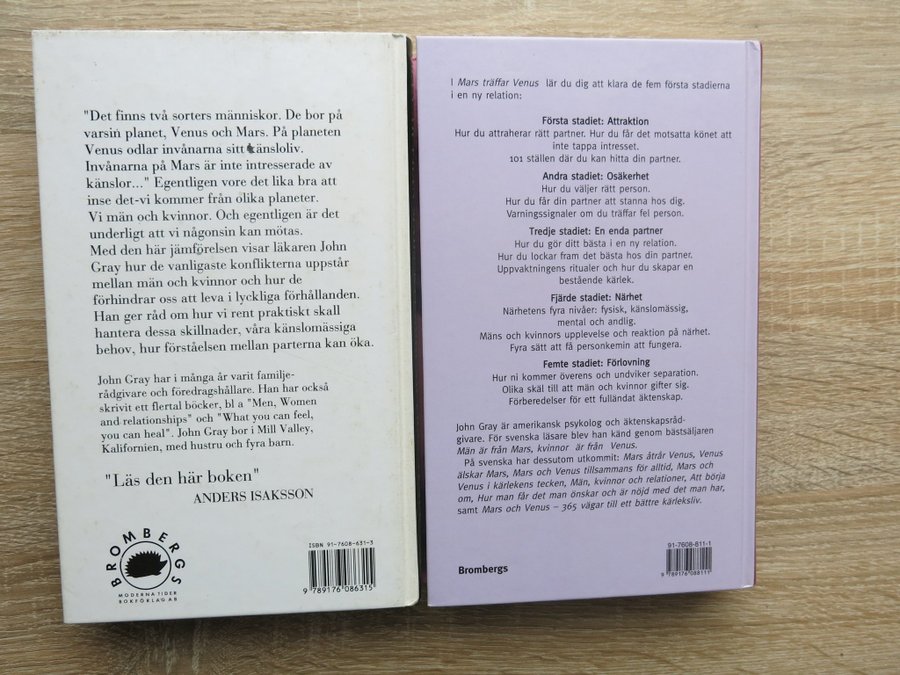 "Det finns två sorters människor. De bor på
varsin planet, Venus och Mars. På planeten
Venus odlar invånarna sitt känsloliv.
Invånarna på Mars är inte intresserade av
känslor..." Egentligen vore det lika bra att
inse det-vi kommer från olika planeter.
Vi män och kvinnor. Och egentligen är det
underligt att vi någonsin kan mötas.
Med den här jämförelsen visar läkaren John
Gray hur de vanligaste konflikterna uppstår
mellan män och kvinnor och hur de
förhindrar oss att leva i lyckliga förhållanden.
Han ger råd om hur vi rent praktiskt skall
hantera dessa skillnader, våra känslomässiga
behov, hur förståelsen mellan parterna kan öka.
John Gray har i många år varit familje-
rådgivare och föredragshållare. Han har också
skrivit ett flertal böcker, bl a "Men, Women
and relationships" och "What you can feel,
you can heal". John Gray bor i Mill Valley,
Kalifornien, med hustru och fyra barn.
"Läs den här boken"
ANDERS ISAKSSON
BROMBERGS
MODERNA TIDER
BOKFÖRLAG AB
ISBN 91-7608-631-3
9 789176 086315
I Mars träffar Venus lär du dig att klara de fem första stadierna
i en ny relation:
Första stadiet: Attraktion
Hur du attraherar rätt partner. Hur du får det motsatta könet att
inte tappa intresset.
101 ställen där du kan hitta din partner.
Andra stadiet: Osäkerhet
Hur du väljer rätt person.
Hur du får din partner att stanna hos dig.
Varningssignaler om du träffar fel person.
Tredje stadiet: En enda partner
Hur du gör ditt bästa i en ny relation.
Hur du lockar fram det bästa hos din partner.
Uppvaktningens ritualer och hur du skapar en
bestående kärlek.
Fjärde stadiet: Närhet
Närhetens fyra nivåer: fysisk, känslomässig,
mental och andlig.
Mäns och kvinnors upplevelse och reaktion på närhet.
Fyra sätt att få personkemin att fungera.
Femte stadiet: Förlovning
Hur ni kommer överens och undviker separation.
Olika skäl till att män och kvinnor gifter sig.
Förberedelser för ett fulländat äktenskap.
John Gray är amerikansk psykolog och äktenskapsråd-
givare. För svenska läsare blev han känd genom bästsäljaren
Män är från Mars, kvinnor är från Venus.
På svenska har dessutom utkommit: Mars åtrår Venus, Venus
älskar Mars, Mars och Venus tillsammans för alltid, Mars och
Venus i kärlekens tecken, Män, kvinnor och relationer, Att börja
om, Hur man får det man önskar och är nöjd med det man har,
samt Mars och Venus – 365 vägar till ett bättre kärleksliv.
Brombergs
91-7608-811-1
9 789176 088111